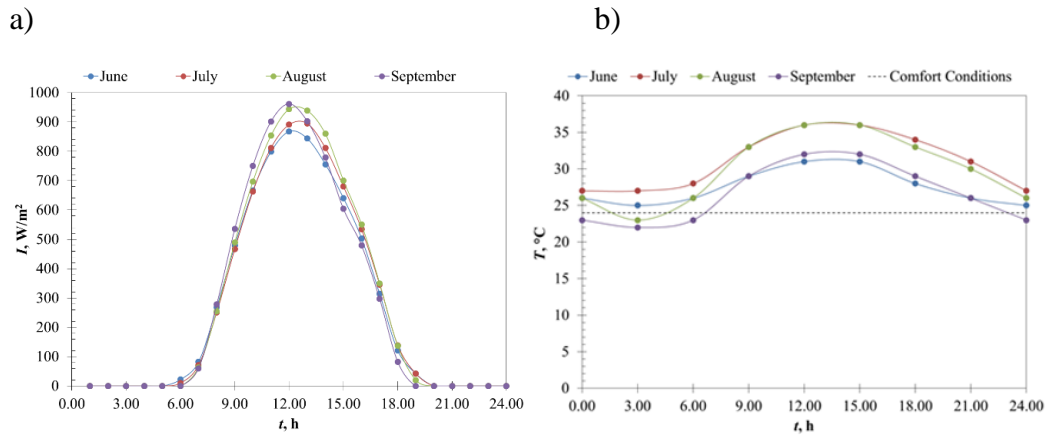 a)
b)
June July August September
June July August September Comfort Conditions
1000
900
800
700
600
500
400
300
200
100
0
I, W/m²
0.00 3.00 6.00 9.00 12.00 15.00 18.00 21.00 24.00
t, h
40
35
30
25
20
15
10
5
0
T, °C
0.00 3.00 6.00 9.00 12.00 15.00 18.00 21.00 24.00
t, h